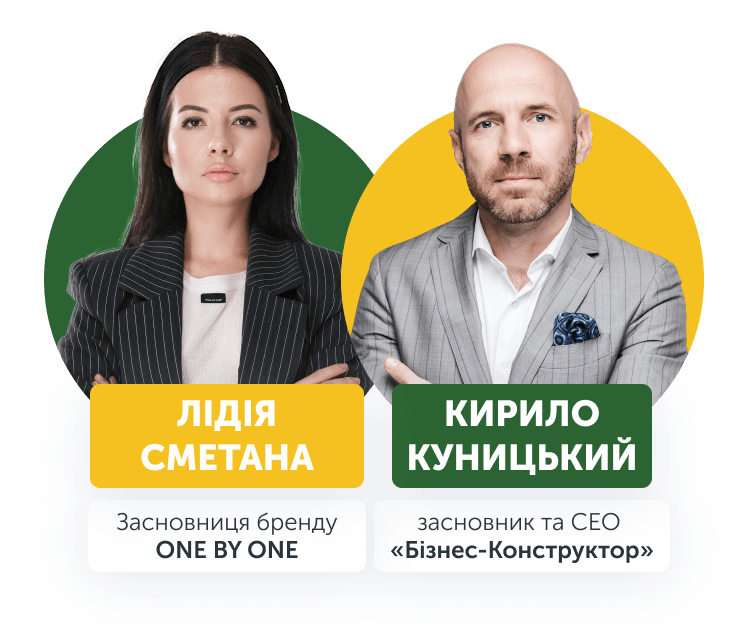 ЛІДІЯ
СМЕТАНА
Засновниця бренду
ONE BY ONE
КИРИЛО
КУНИЦЬКИЙ
засновник та CEO
«Бізнес-Конструктор»